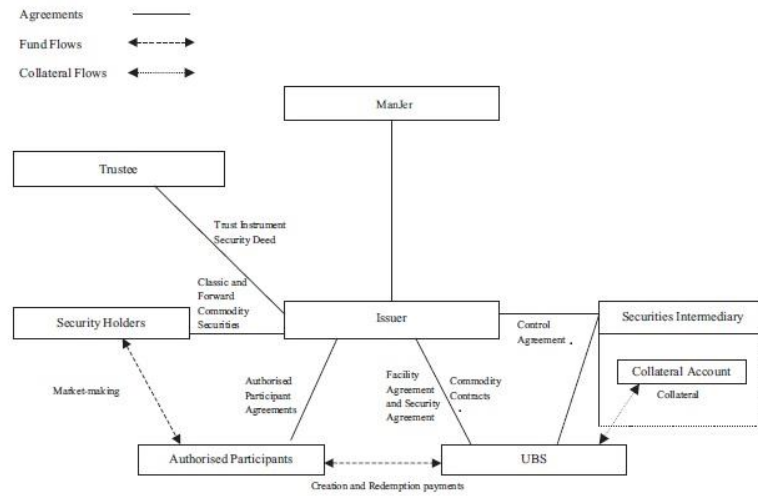 Agreements
Fund Flows
Collateral Flows
ManJer
Trustee
Trust Instrument
Security Deed
Classic and
Forward
Commodity
Securities
Security Holders
Issuer
Securities Intermediary
Control
Agreement
Collateral Account
Collateral
Market-making
Authorised
Participant
Agreements
Facility
Agreement
and Security
Agreement
Commodity
Contracts
Authorised Participants
UBS
Creation and Redemption payments